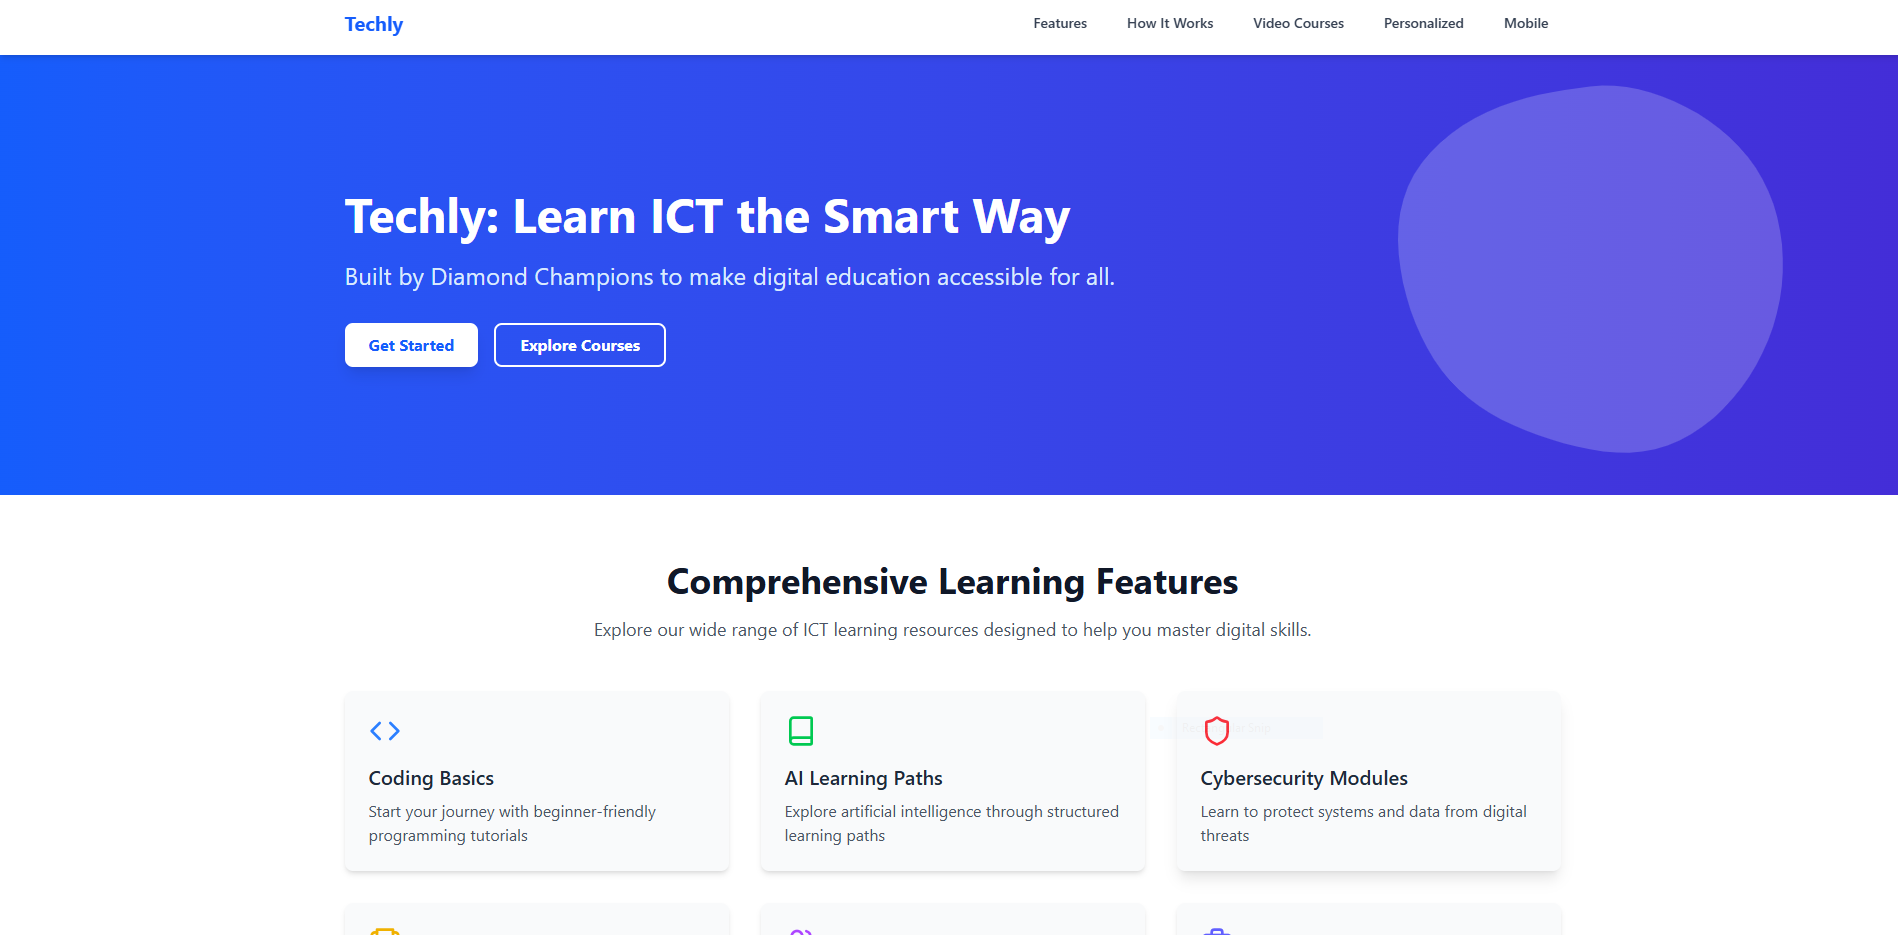 Techly
Features
How It Works
Video Courses
Personalized
Mobile
Techly: Learn ICT the Smart Way
Built by Diamond Champions to make digital education accessible for all.
Get Started
Explore Courses
Comprehensive Learning Features
Explore our wide range of ICT learning resources designed to help you master digital skills.
Coding Basics
Start your journey with beginner-friendly
programming tutorials
AI Learning Paths
Explore artificial intelligence through structured
learning paths
Cybersecurity Modules
Learn to protect systems and data from digital
threats